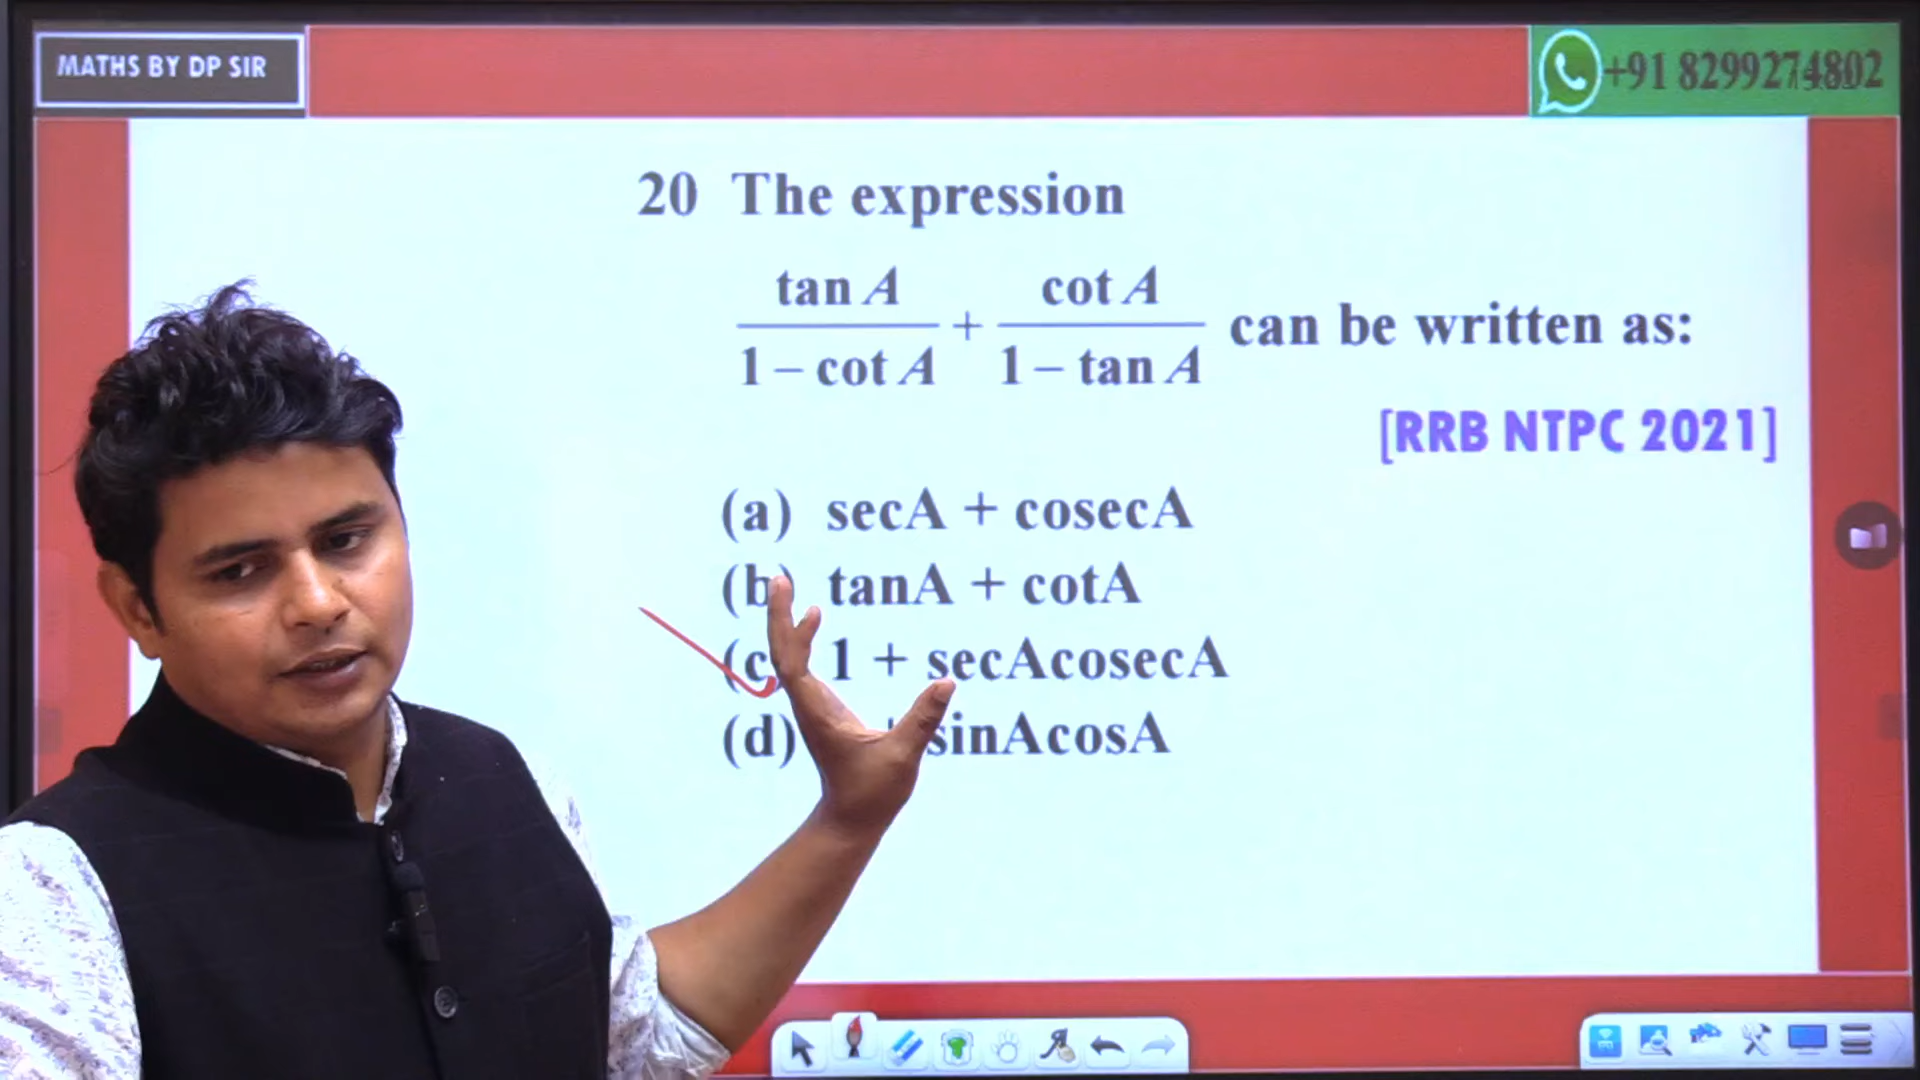 MATHS BY DP SIR
+91 8299274802
20 The expression
tan A / 1 – cot A + cot A / 1 – tan A can be written as:
[RRB NTPC 2021]
(a) secA + cosecA
(b) tanA + cotA
(c) 1 + secAcosecA
(d) + sinAcosA